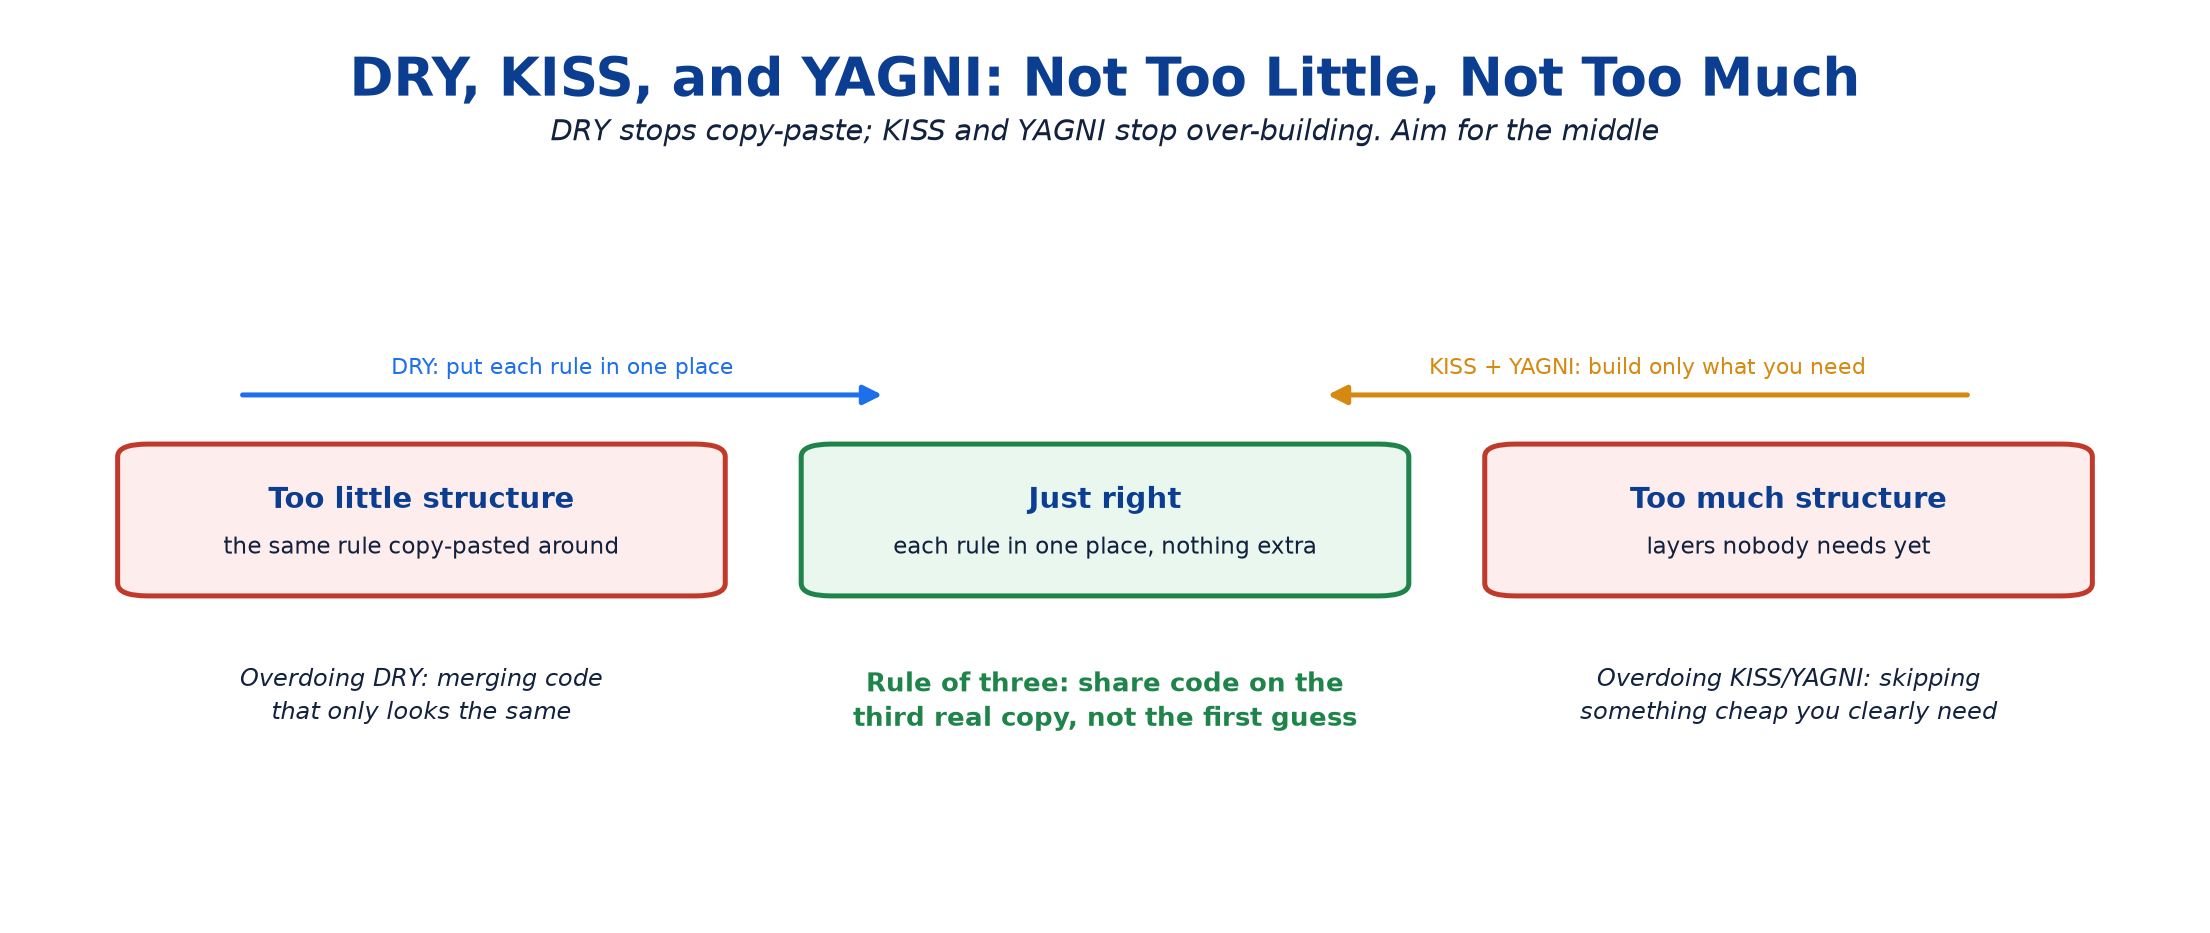 DRY, KISS, and YAGNI: Not Too Little, Not Too Much
DRY stops copy-paste; KISS and YAGNI stop over-building. Aim for the middle
DRY: put each rule in one place
KISS + YAGNI: build only what you need
Too little structure
the same rule copy-pasted around
Just right
each rule in one place, nothing extra
Too much structure
layers nobody needs yet
Overdoing DRY: merging code
that only looks the same
Rule of three: share code on the
third real copy, not the first guess
Overdoing KISS/YAGNI: skipping
something cheap you clearly need